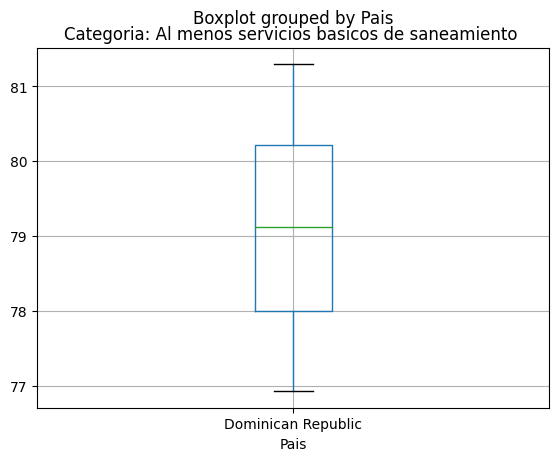 Boxplot grouped by Pais
Categoria: Al menos servicios basicos de saneamiento
81
80
79
78
77
Dominican Republic
Pais